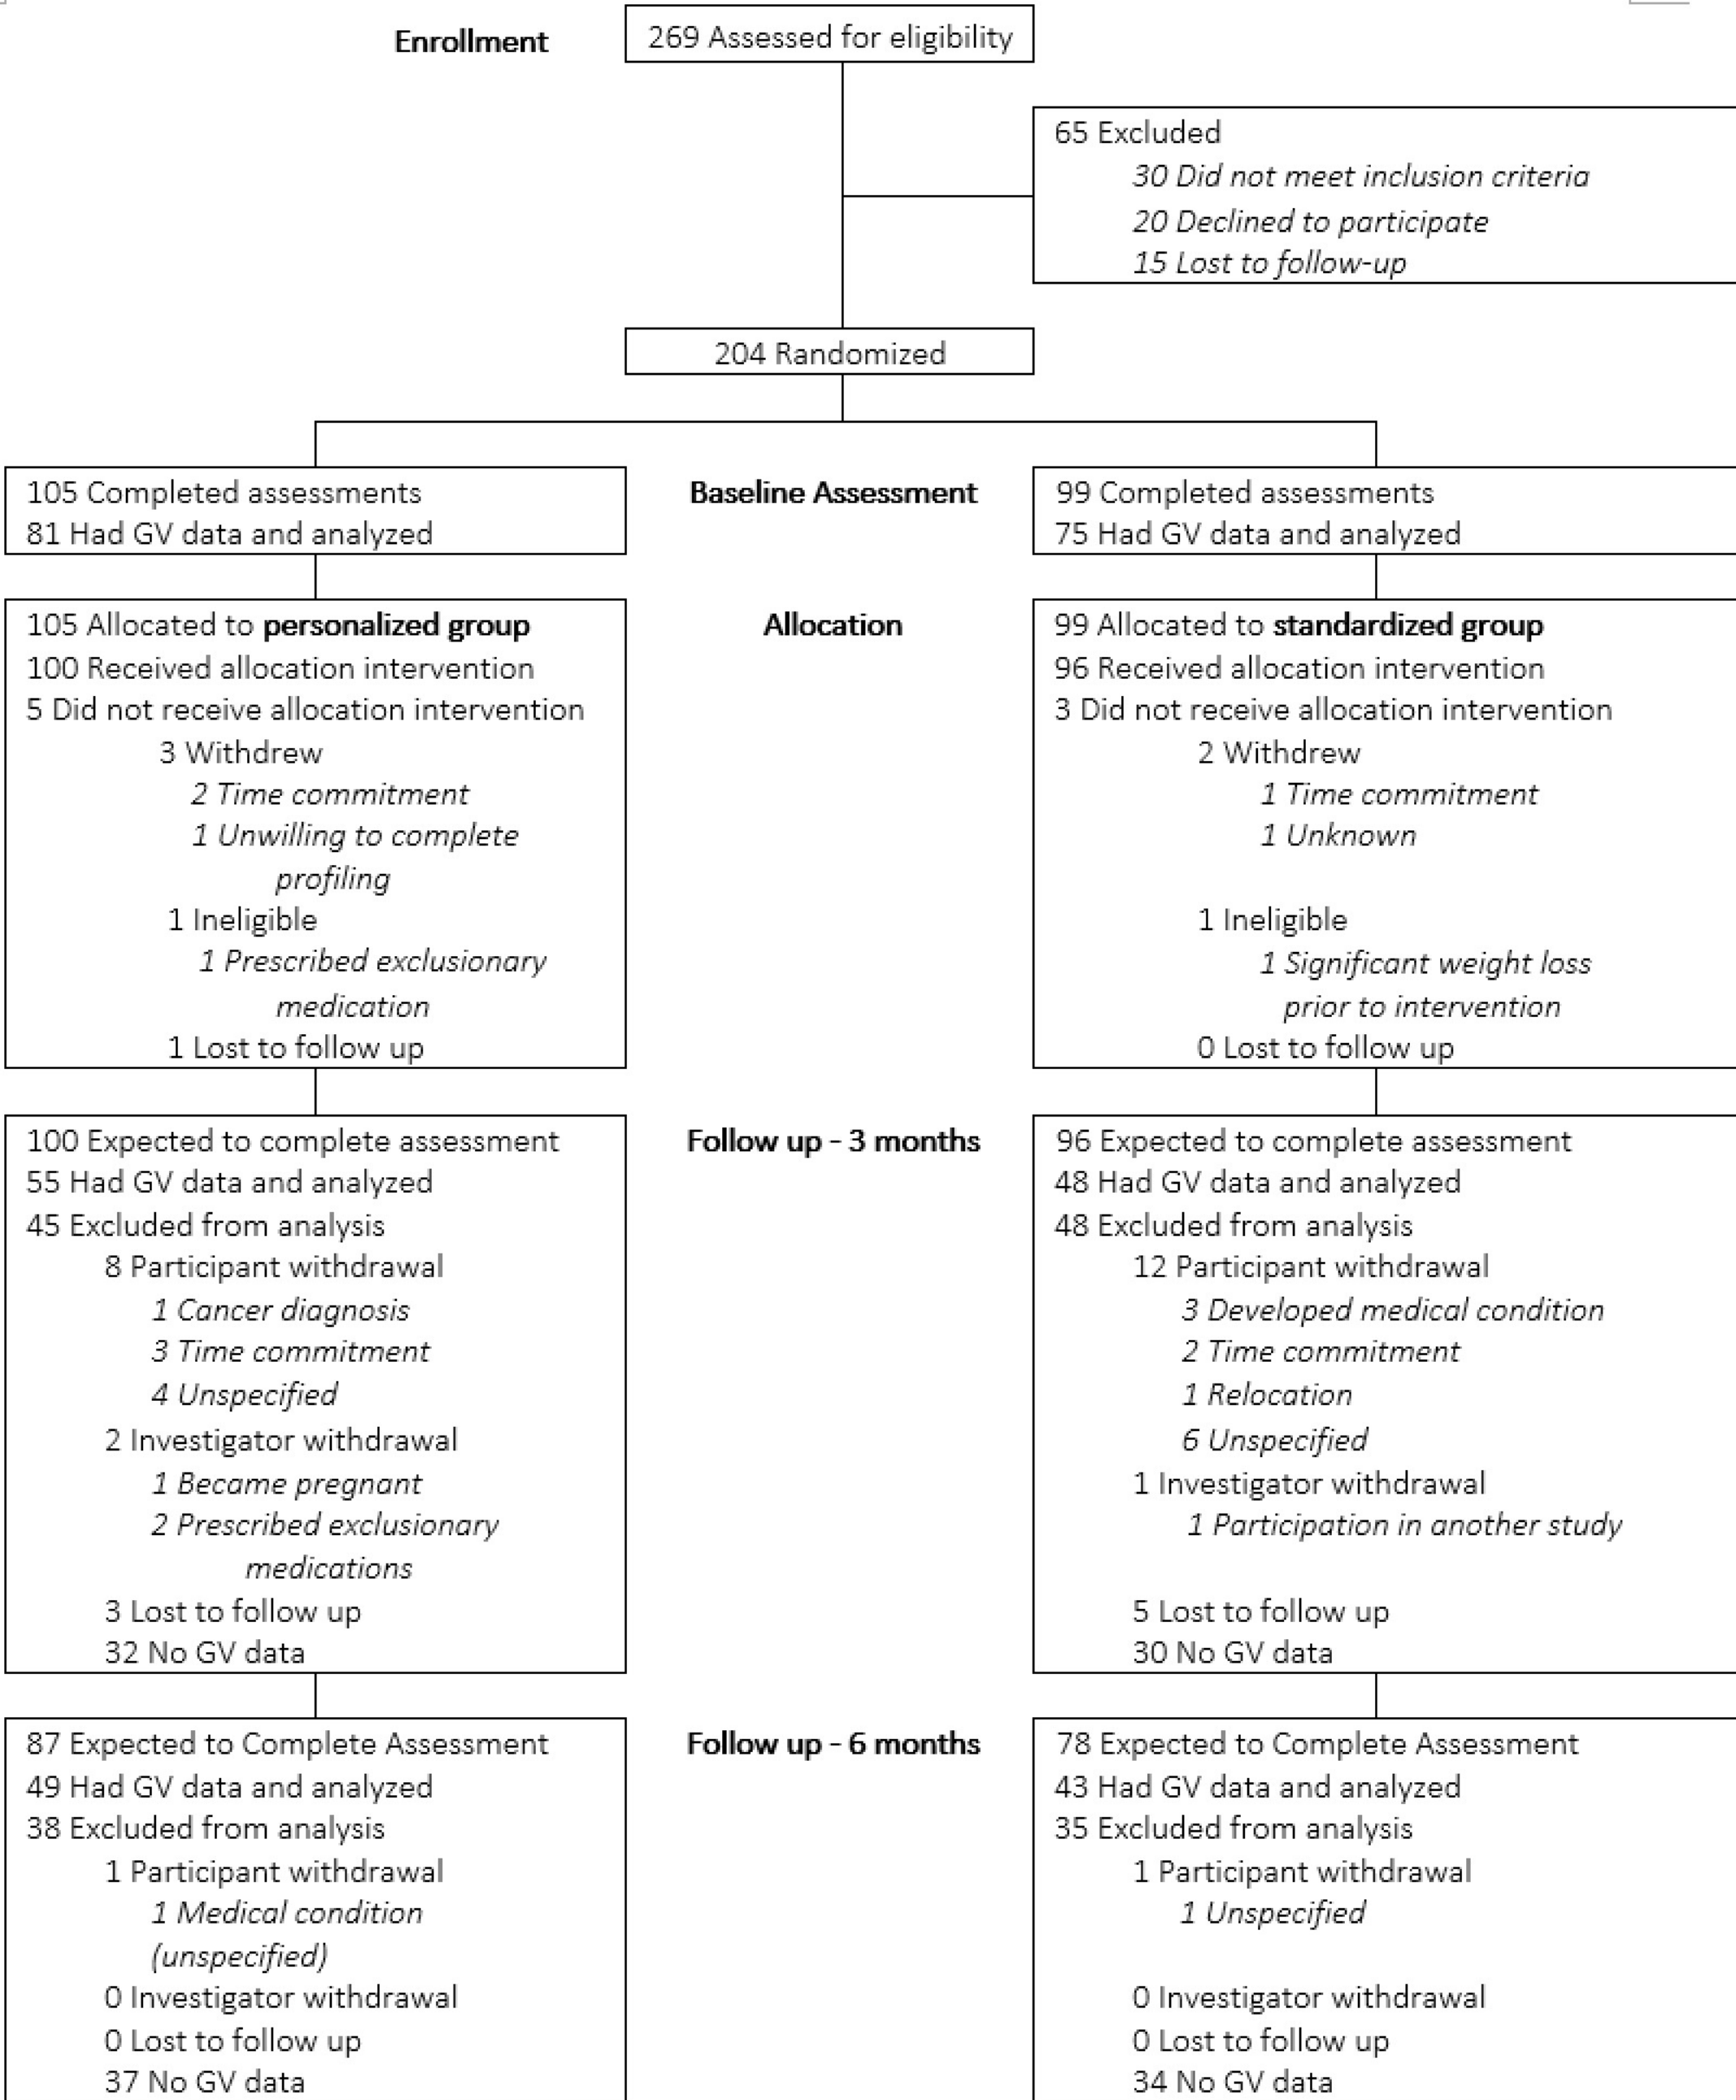 Enrollment
269 Assessed for eligibility
65 Excluded
30 Did not meet inclusion criteria
20 Declined to participate
15 Lost to follow-up
204 Randomized
105 Completed assessments
81 Had GV data and analyzed
Baseline Assessment
99 Completed assessments
75 Had GV data and analyzed
105 Allocated to personalized group
100 Received allocation intervention
5 Did not receive allocation intervention
3 Withdrew
2 Time commitment
1 Unwilling to complete
profiling
1 Ineligible
1 Prescribed exclusionary
medication
1 Lost to follow up
Allocation
99 Allocated to standardized group
96 Received allocation intervention
3 Did not receive allocation intervention
2 Withdrew
1 Time commitment
1 Unknown
1 Ineligible
1 Significant weight loss
prior to intervention
0 Lost to follow up
100 Expected to complete assessment
55 Had GV data and analyzed
45 Excluded from analysis
8 Participant withdrawal
1 Cancer diagnosis
3 Time commitment
4 Unspecified
2 Investigator withdrawal
1 Became pregnant
2 Prescribed exclusionary
medications
3 Lost to follow up
32 No GV data
Follow up - 3 months
96 Expected to complete assessment
48 Had GV data and analyzed
48 Excluded from analysis
12 Participant withdrawal
3 Developed medical condition
2 Time commitment
1 Relocation
6 Unspecified
1 Investigator withdrawal
1 Participation in another study
5 Lost to follow up
30 No GV data
87 Expected to Complete Assessment
49 Had GV data and analyzed
38 Excluded from analysis
1 Participant withdrawal
1 Medical condition
(unspecified)
0 Investigator withdrawal
0 Lost to follow up
37 No GV data
Follow up - 6 months
78 Expected to Complete Assessment
43 Had GV data and analyzed
35 Excluded from analysis
1 Participant withdrawal
1 Unspecified
0 Investigator withdrawal
0 Lost to follow up
34 No GV data